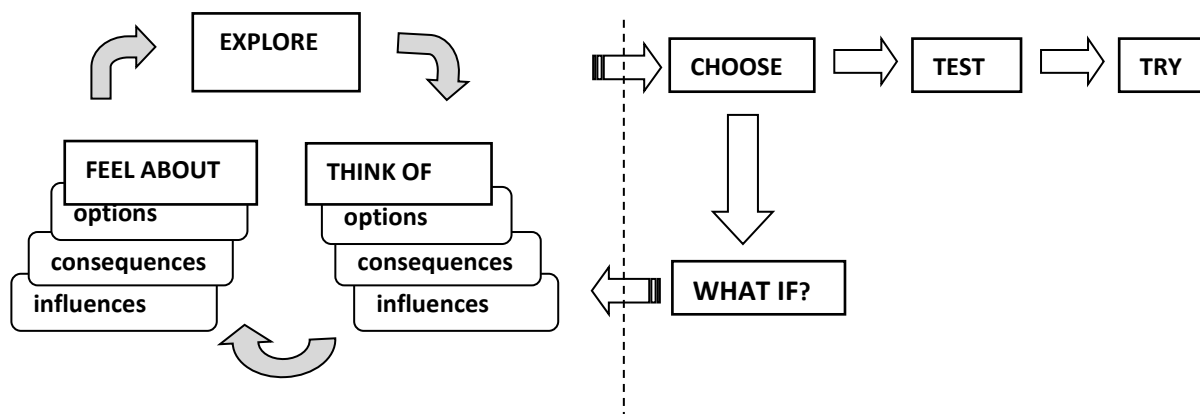 EXPLORE
FEEL ABOUT
options
consequences
influences
THINK OF
options
consequences
influences
CHOOSE
TEST
TRY
WHAT IF?